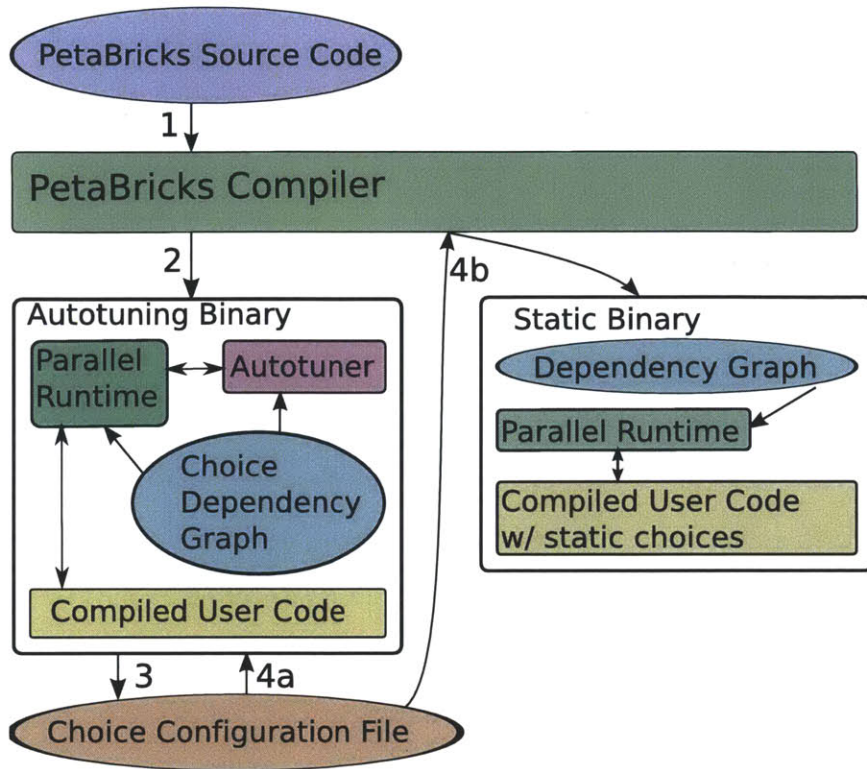 PetaBricks Source Code
1
PetaBricks Compiler
2
4b
Autotuning Binary
Parallel
Runtime
Autotuner
Choice
Dependency
Graph
Compiled User Code
Static Binary
Dependency Graph
Parallel Runtime
Compiled User Code
w/ static choices
3
4a
Choice Configuration File